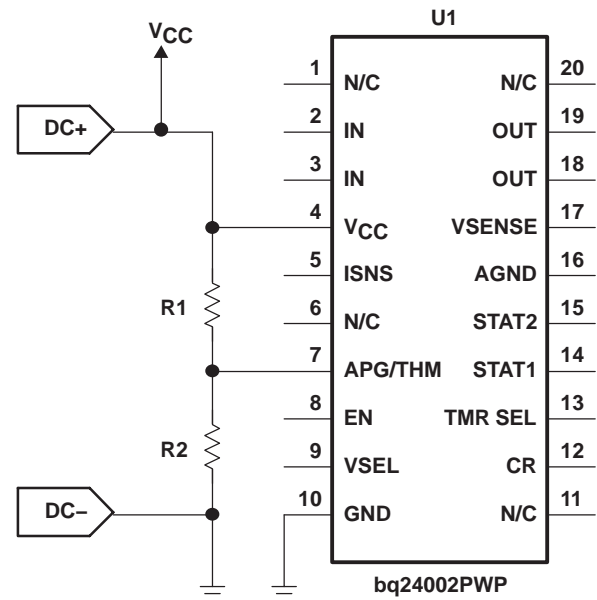 U1
VCC
DC+
R1
R2
DC–
1 N/C N/C 20
2 IN OUT 19
3 IN OUT 18
4 VCC VSENSE 17
5 ISNS AGND 16
6 N/C STAT2 15
7 APG/THM STAT1 14
8 EN TMR SEL 13
9 VSEL CR 12
10 GND N/C 11
bq24002PWP